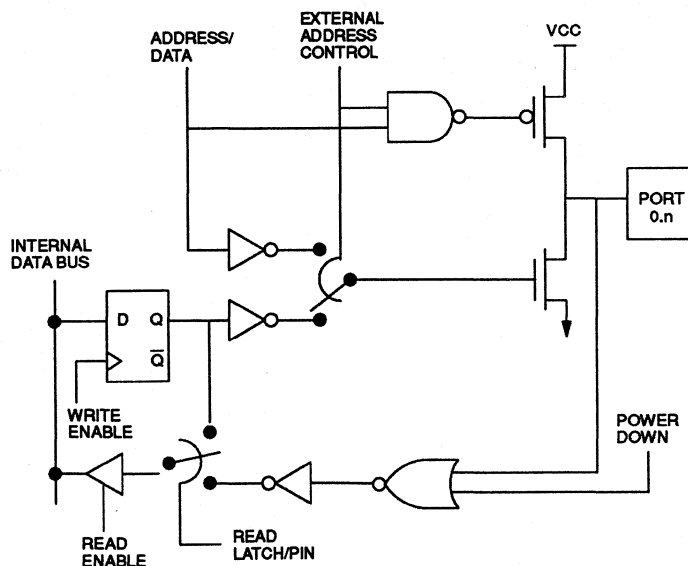 EXTERNAL
ADDRESS
CONTROL
ADDRESS/
DATA
VCC
PORT
0.n
INTERNAL
DATA BUS
D Q
Q̅
WRITE
ENABLE
POWER
DOWN
READ
ENABLE
READ
LATCH/PIN